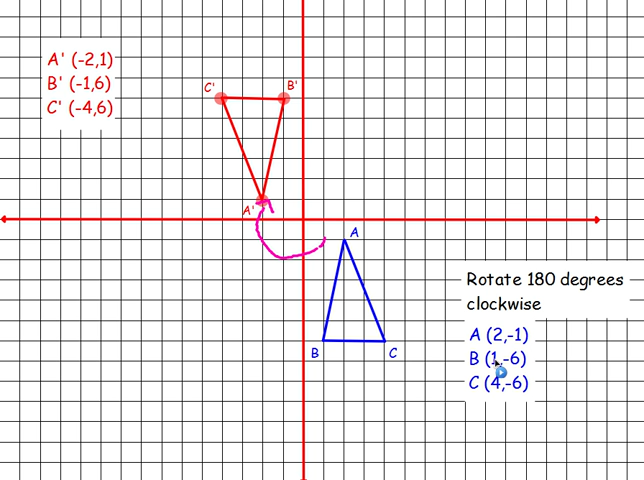 A' (-2,1)
B' (-1,6)
C' (-4,6)
C'
B'
A'
A
B
C
Rotate 180 degrees
clockwise
A (2,-1)
B (1,-6)
C (4,-6)